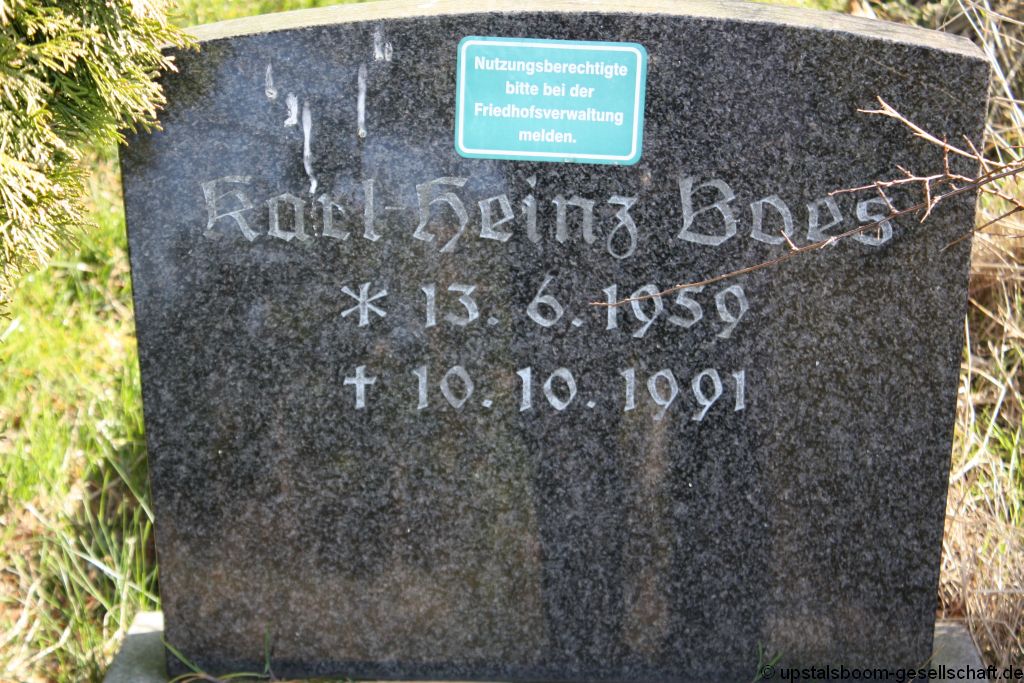 Nutzungsberechtigte
bitte bei der
Friedhofsverwaltung
melden.
Karl-Heinz Boes
* 13. 6. 1959
† 10. 10. 1991
© upstalsboom-gesellschaft.de